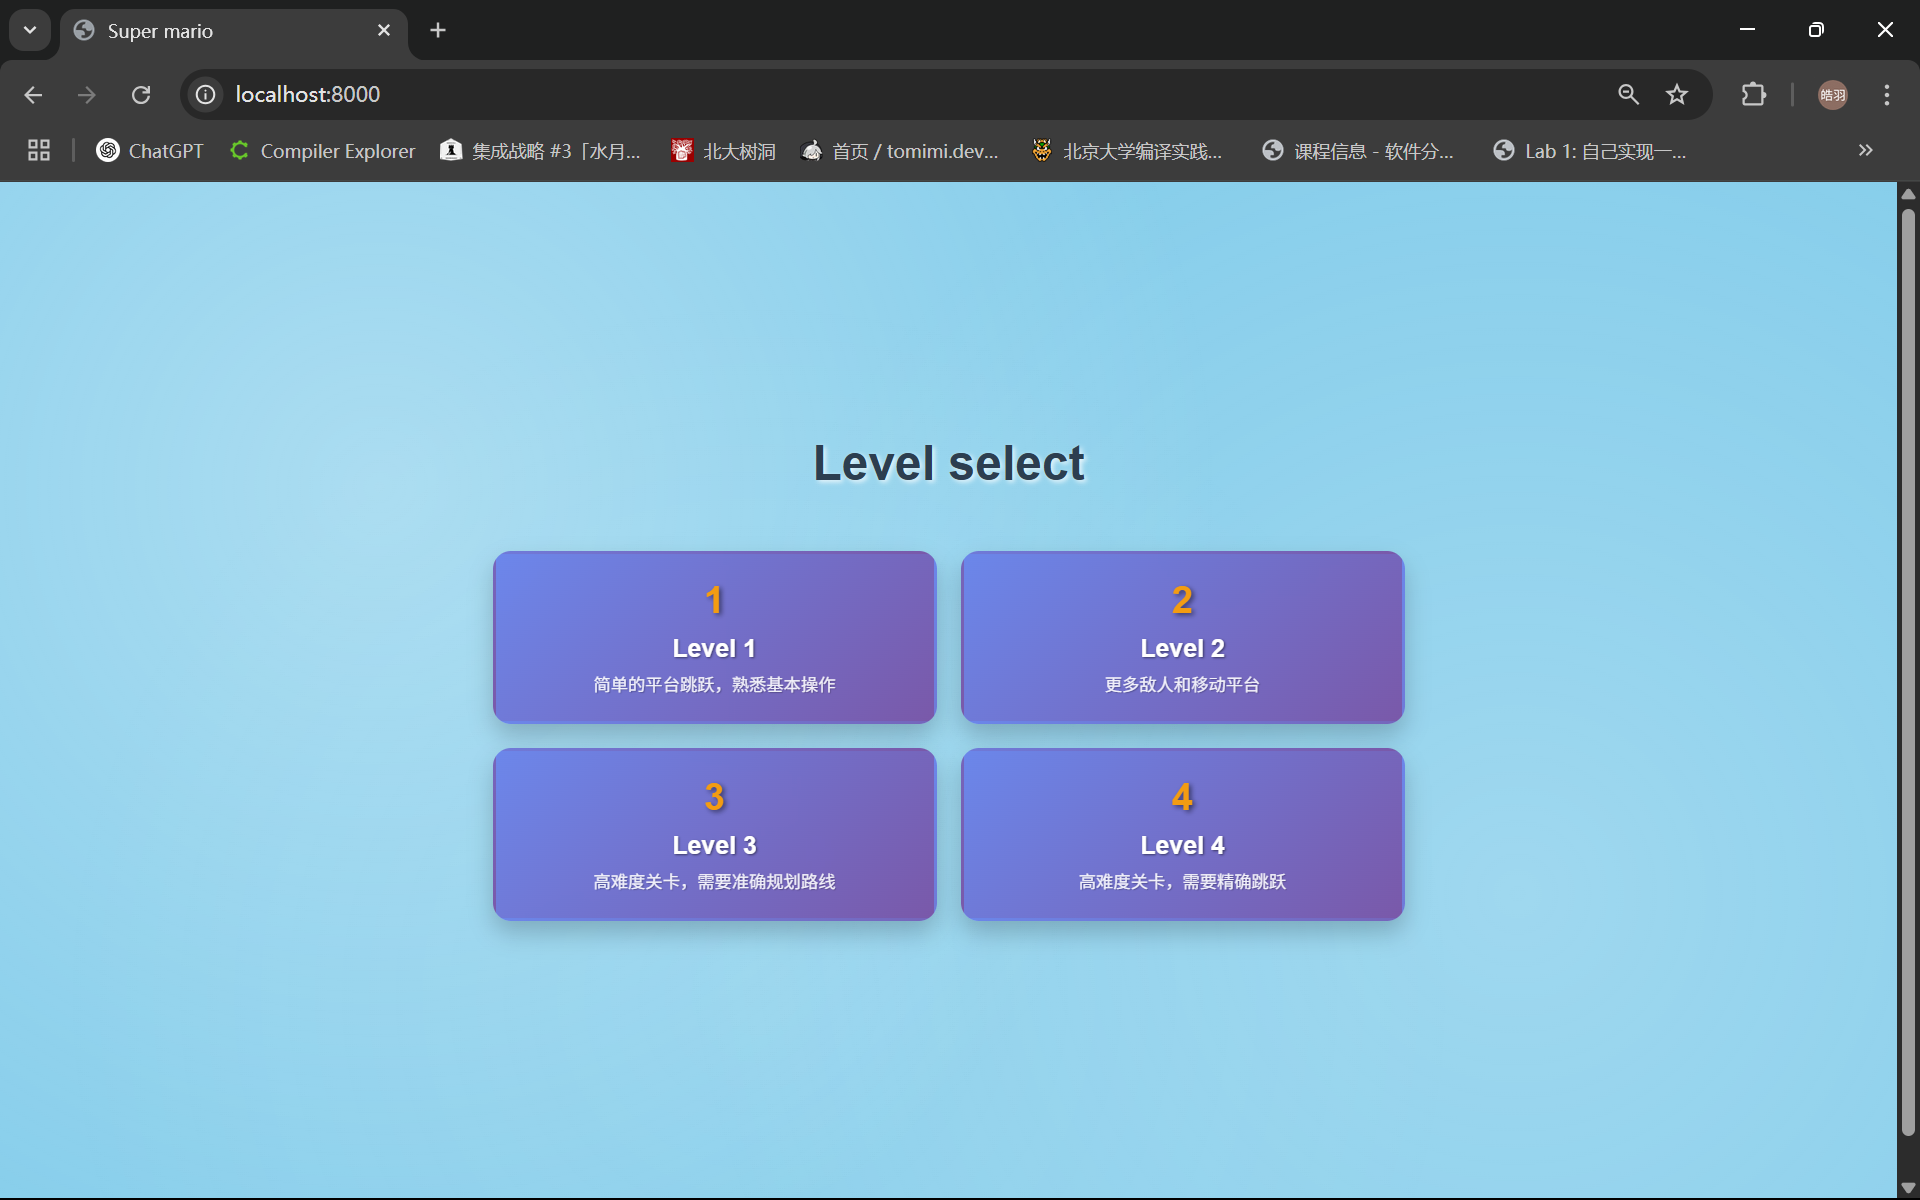 Super mario
localhost:8000
皓羽
ChatGPT
Compiler Explorer
集成战略 #3「水月...
北大树洞
首页 / tomimi.dev...
北京大学编译实践...
课程信息 - 软件分...
Lab 1: 自己实现一...
Level select
1
Level 1
简单的平台跳跃，熟悉基本操作
2
Level 2
更多敌人和移动平台
3
Level 3
高难度关卡，需要准确规划路线
4
Level 4
高难度关卡，需要精确跳跃